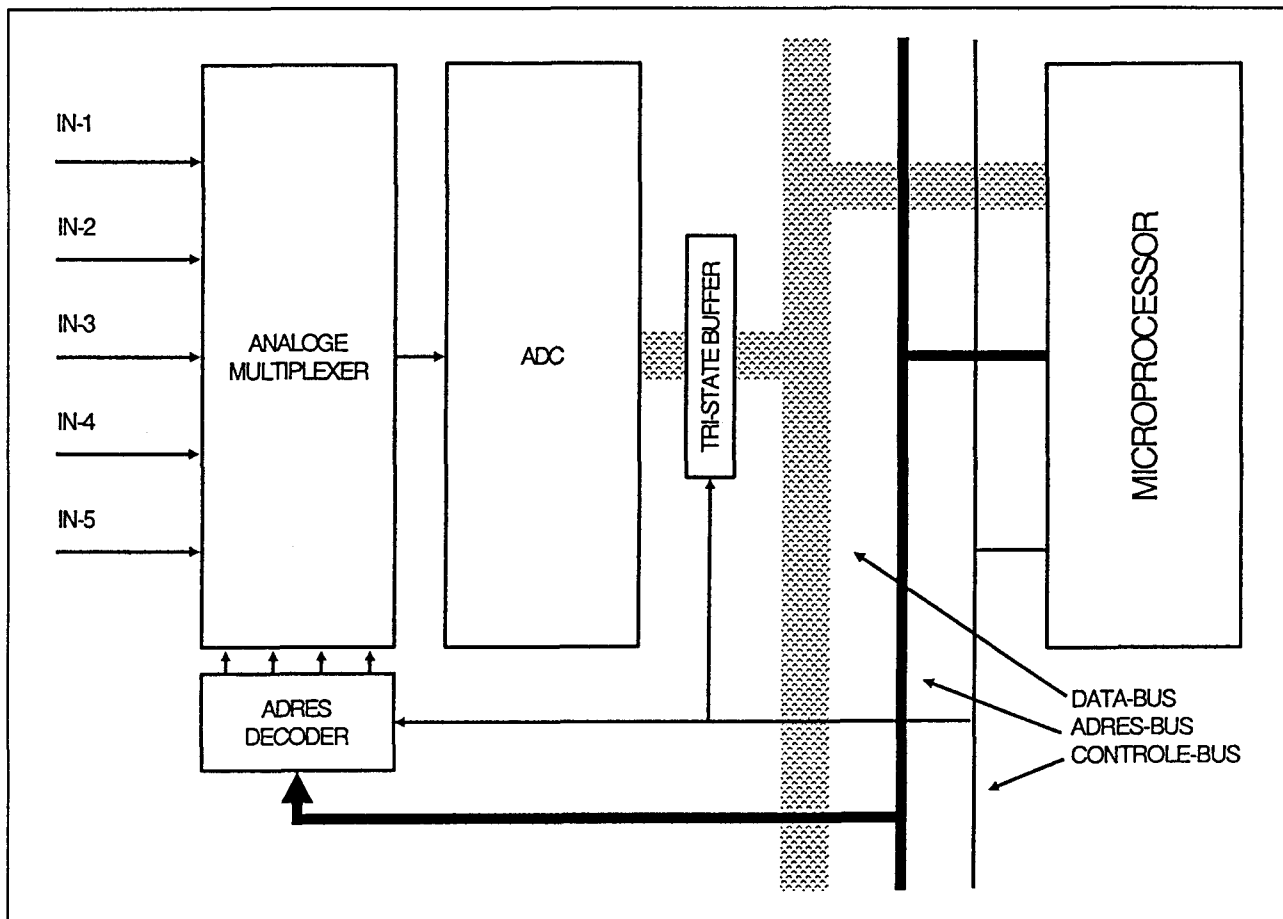 IN-1
IN-2
IN-3
IN-4
IN-5
ANALOGE
MULTIPLEXER
ADC
TRI-STATE BUFFER
MICROPROCESSOR
ADRES
DECODER
DATA-BUS
ADRES-BUS
CONTROLE-BUS